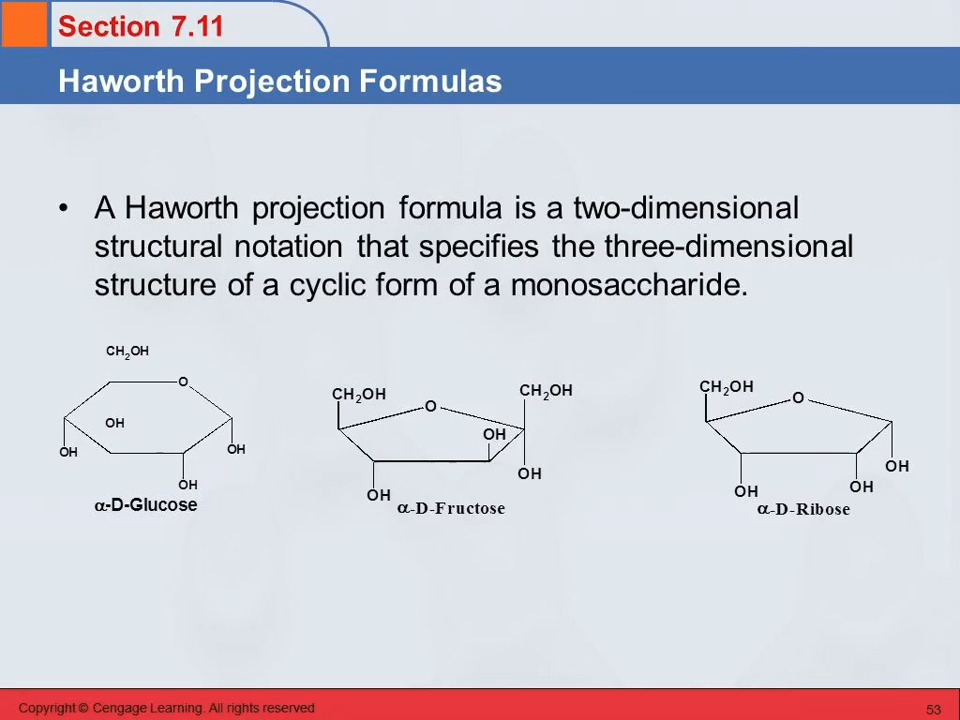 Section 7.11
Haworth Projection Formulas
• A Haworth projection formula is a two-dimensional
structural notation that specifies the three-dimensional
structure of a cyclic form of a monosaccharide.
CH2OH
O
OH
OH
OH
OH
α-D-Glucose
CH2OH
O
CH2OH
OH
OH
OH
α-D-Fructose
CH2OH
O
OH
OH
OH
α-D-Ribose
Copyright © Cengage Learning. All rights reserved
53